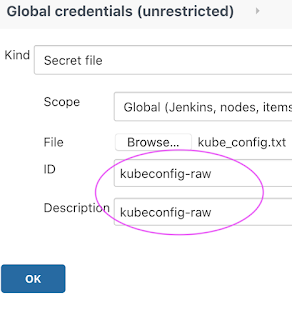 Global credentials (unrestricted)
Kind
Secret file
Scope
Global (Jenkins, nodes, items
File
Browse... kube_config.txt
ID
kubeconfig-raw
Description
kubeconfig-raw
OK